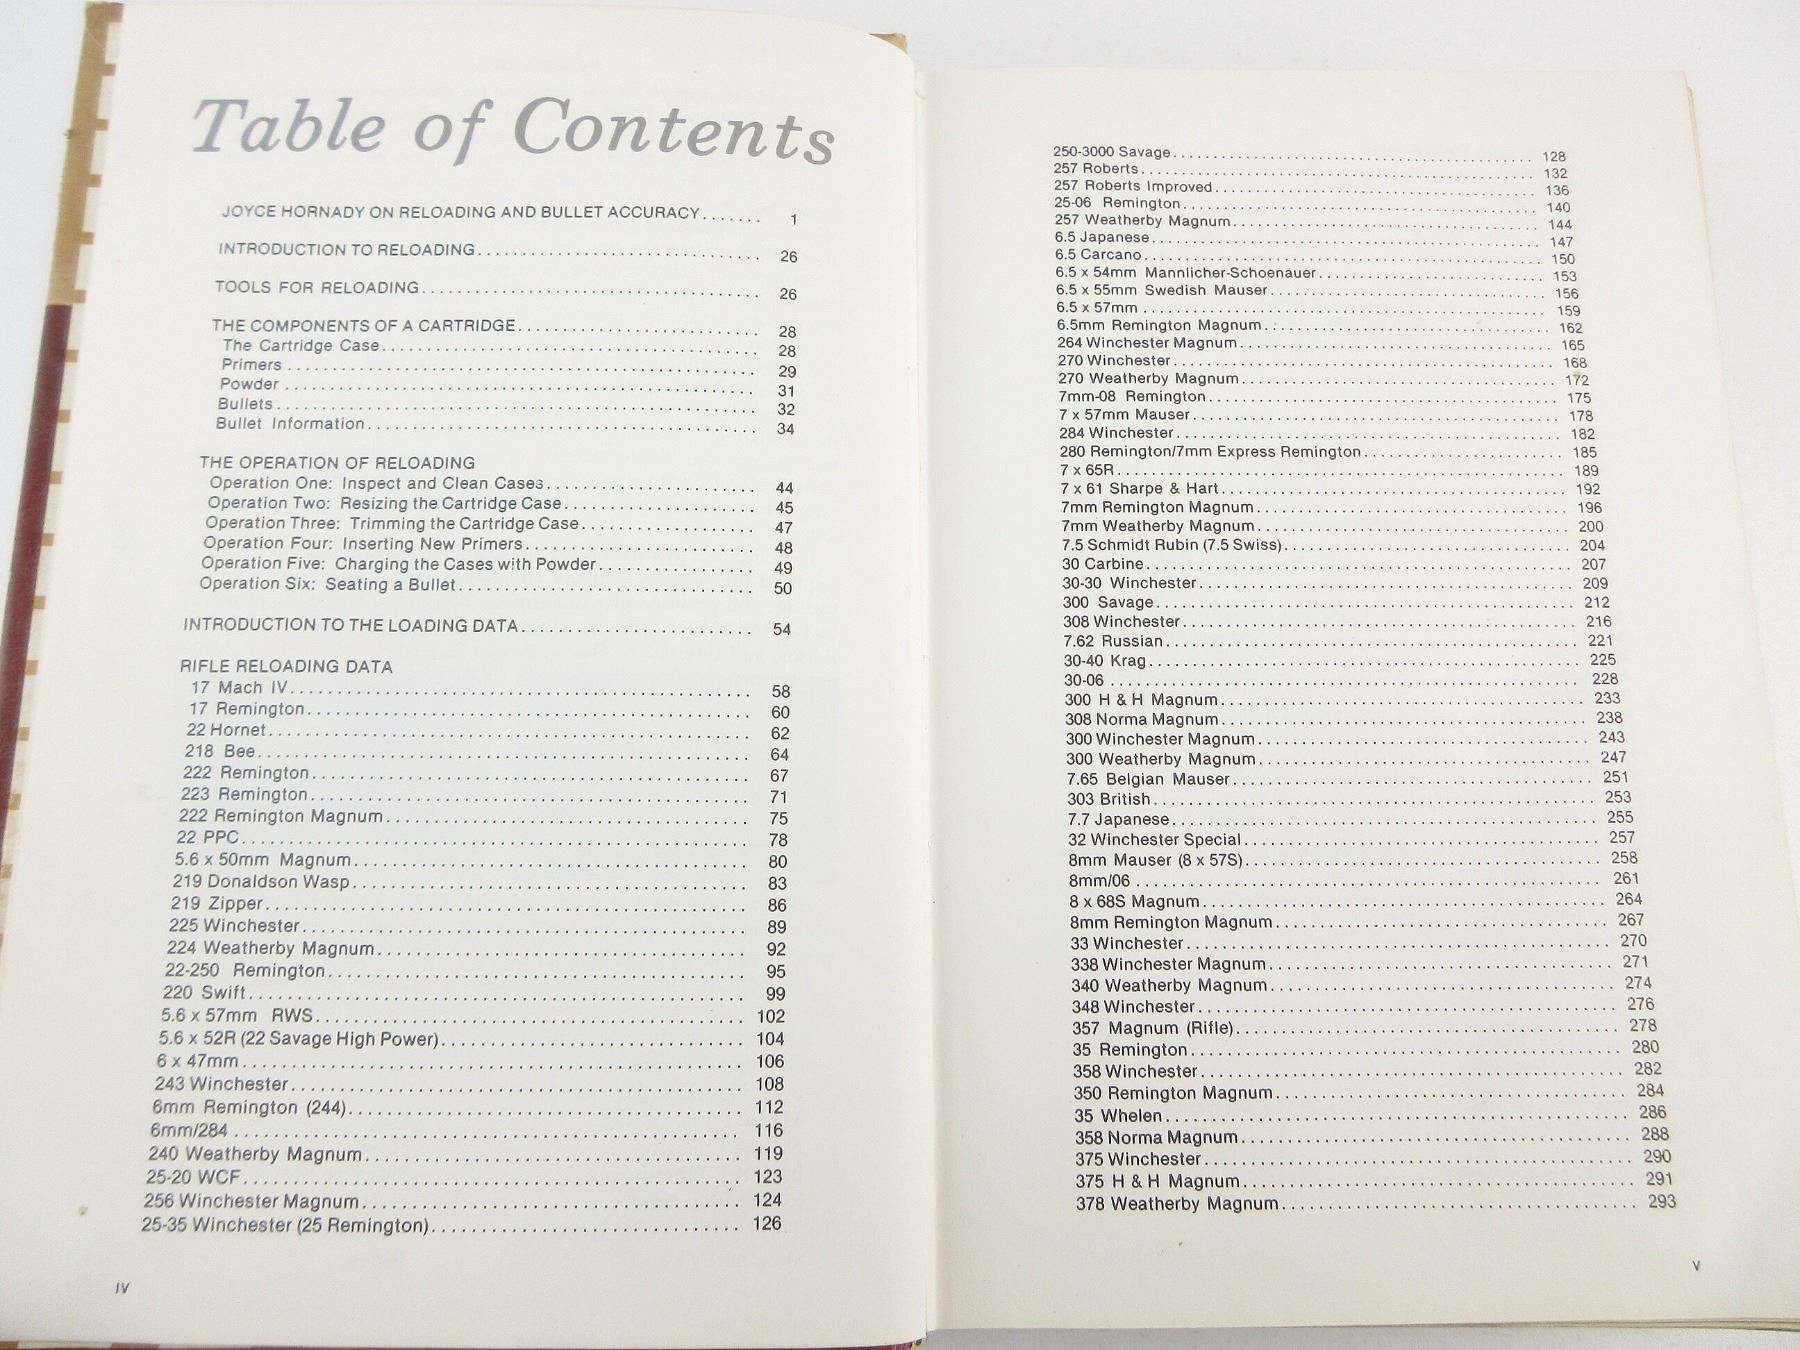 Table of Contents
JOYCE HORNADY ON RELOADING AND BULLET ACCURACY....... 1
INTRODUCTION TO RELOADING.............................. 26
TOOLS FOR RELOADING.................................... 26
THE COMPONENTS OF A CARTRIDGE.......................... 28
The Cartridge Case..................................... 28
Primers ............................................... 29
Powder ................................................ 31
Bullets................................................ 32
Bullet Information..................................... 34
THE OPERATION OF RELOADING
Operation One: Inspect and Clean Cases................. 44
Operation Two: Resizing the Cartridge Case............. 45
Operation Three: Trimming the Cartridge Case........... 47
Operation Four: Inserting New Primers.................. 48
Operation Five: Charging the Cases with Powder......... 49
Operation Six: Seating a Bullet........................ 50
INTRODUCTION TO THE LOADING DATA....................... 54
RIFLE RELOADING DATA
17 Mach IV............................................. 58
17 Remington........................................... 60
22 Hornet.............................................. 62
218 Bee................................................ 64
222 Remington.......................................... 67
223 Remington.......................................... 71
222 Remington Magnum................................... 75
22 PPC................................................. 78
5.6 x 50mm Magnum...................................... 80
219 Donaldson Wasp..................................... 83
219 Zipper............................................. 86
225 Winchester......................................... 89
224 Weatherby Magnum................................... 92
22-250 Remington....................................... 95
220 Swift.............................................. 99
5.6 x 57mm RWS......................................... 102
5.6 x 52R (22 Savage High Power)....................... 104
6 x 47mm............................................... 106
243 Winchester......................................... 108
6mm Remington (244).................................... 112
6mm/284 ............................................... 116
240 Weatherby Magnum................................... 119
25-20 WCF.............................................. 123
256 Winchester Magnum.................................. 124
25-35 Winchester (25 Remington)........................ 126
iv
250-3000 Savage........................................ 128
257 Roberts............................................ 132
257 Roberts Improved................................... 136
25-06 Remington........................................ 140
257 Weatherby Magnum................................... 144
6.5 Japanese........................................... 147
6.5 Carcano............................................ 150
6.5 x 54mm Mannlicher-Schoenauer....................... 153
6.5 x 55mm Swedish Mauser.............................. 156
6.5 x 57mm ............................................ 159
6.5mm Remington Magnum................................. 162
264 Winchester Magnum.................................. 165
270 Winchester......................................... 168
270 Weatherby Magnum................................... 172
7mm-08 Remington....................................... 175
7 x 57mm Mauser........................................ 178
284 Winchester......................................... 182
280 Remington/7mm Express Remington.................... 185
7 x 65R................................................ 189
7 x 61 Sharpe & Hart................................... 192
7mm Remington Magnum................................... 196
7mm Weatherby Magnum................................... 200
7.5 Schmidt Rubin (7.5 Swiss).......................... 204
30 Carbine............................................. 207
30-30 Winchester....................................... 209
300 Savage............................................. 212
308 Winchester......................................... 216
7.62 Russian........................................... 221
30-40 Krag............................................. 225
30-06 ................................................. 228
300 H & H Magnum....................................... 233
308 Norma Magnum....................................... 238
300 Winchester Magnum.................................. 243
300 Weatherby Magnum................................... 247
7.65 Belgian Mauser.................................... 251
303 British............................................ 253
7.7 Japanese........................................... 255
32 Winchester Special.................................. 257
8mm Mauser (8 x 57S)................................... 258
8mm/06 ................................................ 261
8 x 68S Magnum......................................... 264
8mm Remington Magnum................................... 267
33 Winchester.......................................... 270
338 Winchester Magnum.................................. 271
340 Weatherby Magnum................................... 274
348 Winchester......................................... 276
357 Magnum (Rifle)..................................... 278
35 Remington........................................... 280
358 Winchester......................................... 282
350 Remington Magnum................................... 284
35 Whelen.............................................. 286
358 Norma Magnum....................................... 288
375 Winchester......................................... 290
375 H & H Magnum....................................... 291
378 Weatherby Magnum................................... 293
v